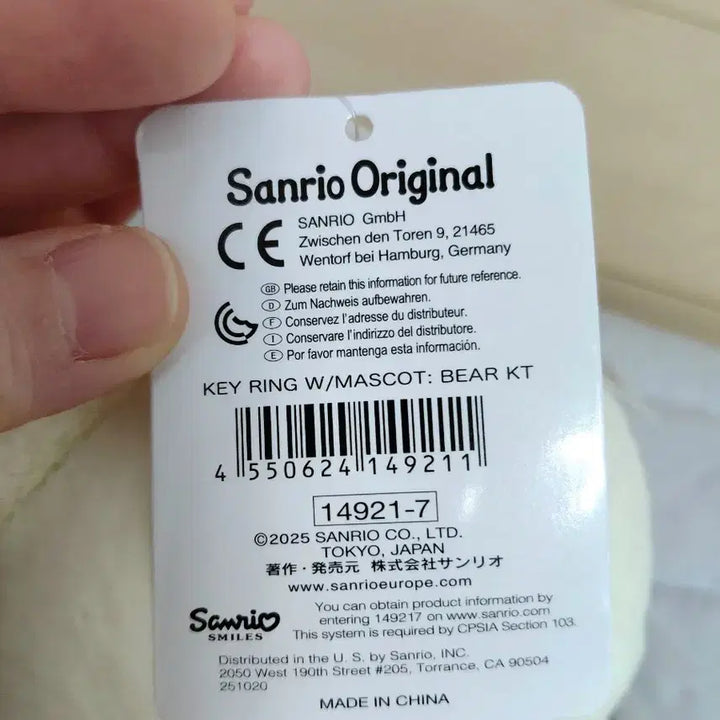 Sanrio Original
CE
SANRIO GmbH
Zwischen den Toren 9, 21465
Wentorf bei Hamburg, Germany
GB Please retain this information for future reference.
D Zum Nachweis aufbewahren.
F Conservez l'adresse du distributeur.
I Conservare l'indirizzo del distributore.
E Por favor mantenga esta información.
KEY RING W/MASCOT: BEAR KT
4 550624 149211
14921-7
©2025 SANRIO CO., LTD.
TOKYO, JAPAN
著作・発売元 株式会社サンリオ
www.sanrioeurope.com
Sanrio
SMILES
You can obtain product information by
entering 149217 on www.sanrio.com
This system is required by CPSIA Section 103.
Distributed in the U. S. by Sanrio, INC.
2050 West 190th Street #205, Torrance, CA 90504
251020
MADE IN CHINA